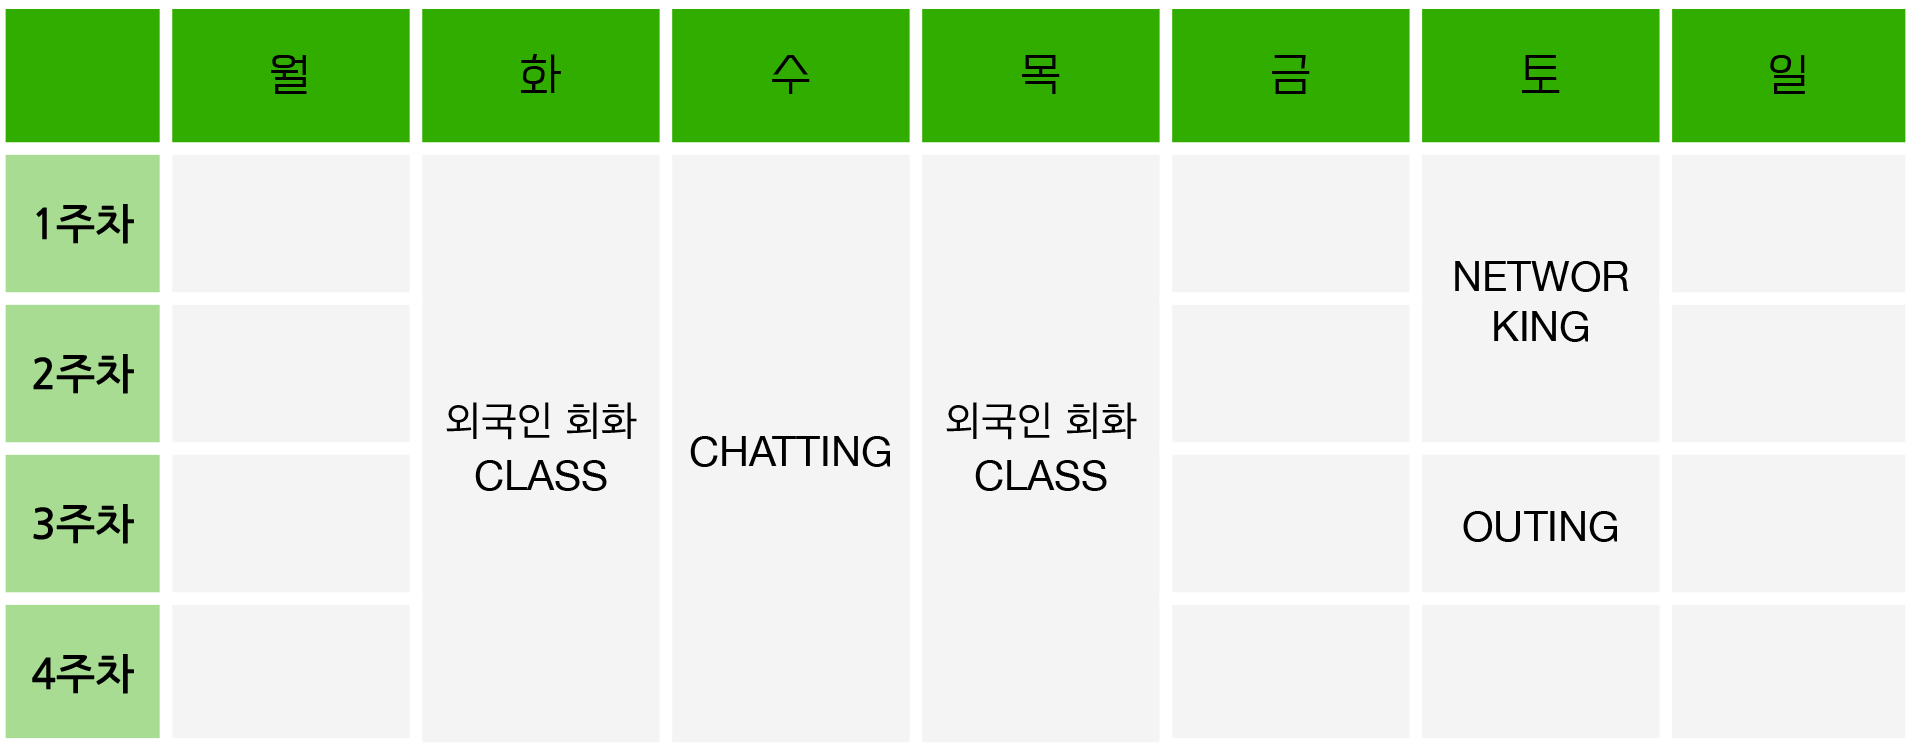 월 화 수 목 금 토 일
1주차
2주차
3주차
4주차
외국인 회화
CLASS
CHATTING
외국인 회화
CLASS
NETWOR
KING
OUTING